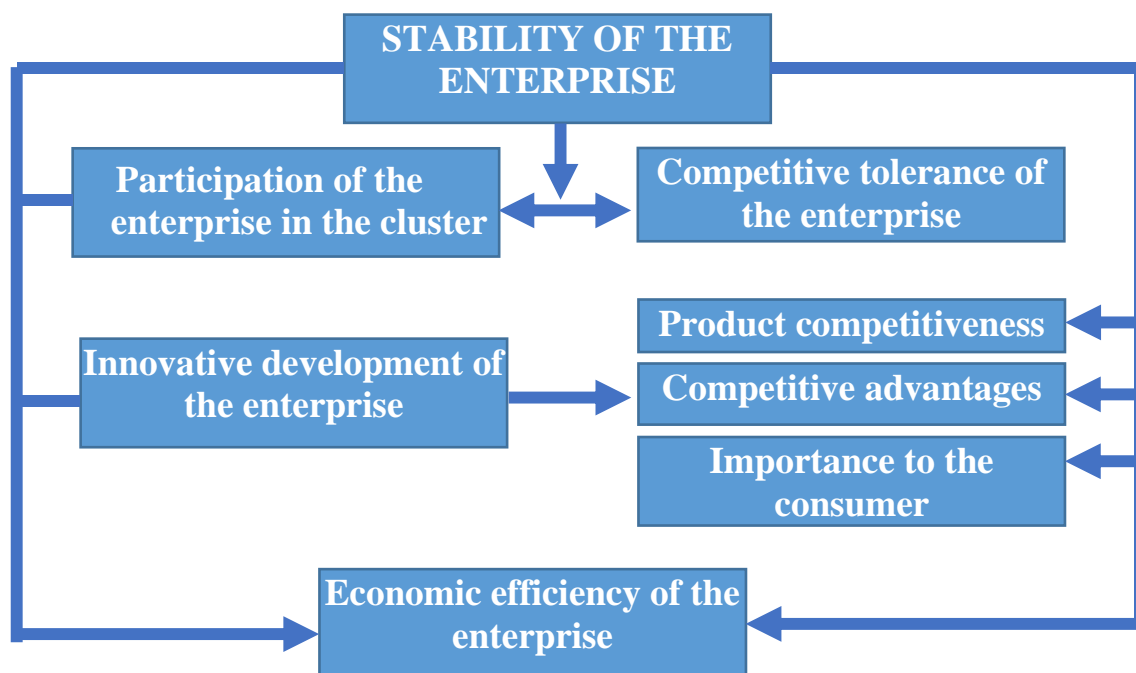 STABILITY OF THE
ENTERPRISE
Participation of the
enterprise in the cluster
Competitive tolerance of
the enterprise
Product competitiveness
Innovative development of
the enterprise
Competitive advantages
Importance to the
consumer
Economic efficiency of the
enterprise